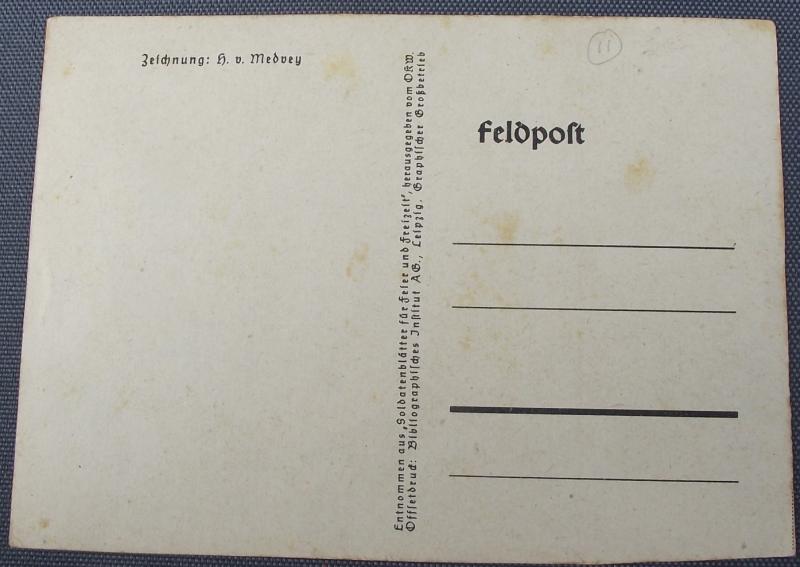 Zeichnung: H. v. Medvey
11
Feldpost
Entnommen aus „Soldatenblätter für Feier und Freizeit“, herausgegeben vom OKW.
Offsetdruck: Bibliographisches Institut AG., Leipzig, Graphischer Großbetrieb